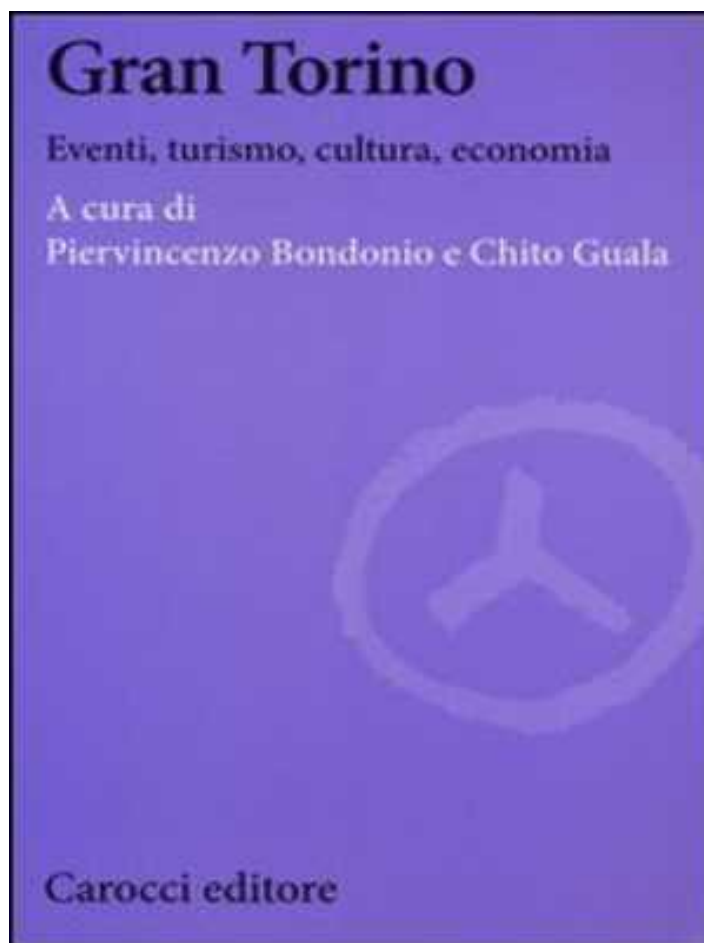 Gran Torino
Eventi, turismo, cultura, economia
A cura di
Piervincenzo Bondonio e Chito Guala
Carocci editore